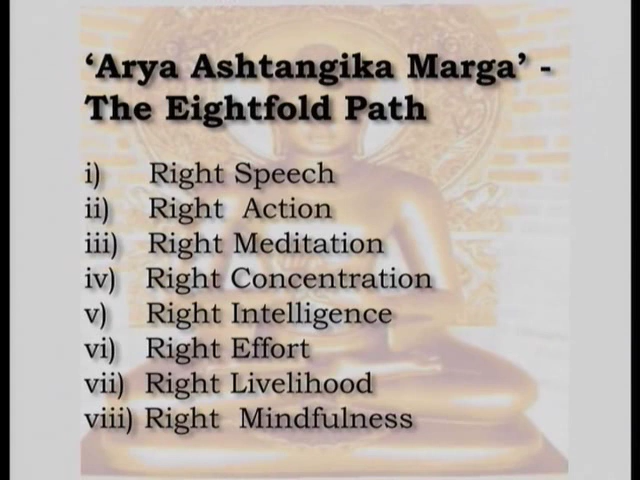 ‘Arya Ashtangika Marga’ -
The Eightfold Path
i) Right Speech
ii) Right Action
iii) Right Meditation
iv) Right Concentration
v) Right Intelligence
vi) Right Effort
vii) Right Livelihood
viii) Right Mindfulness